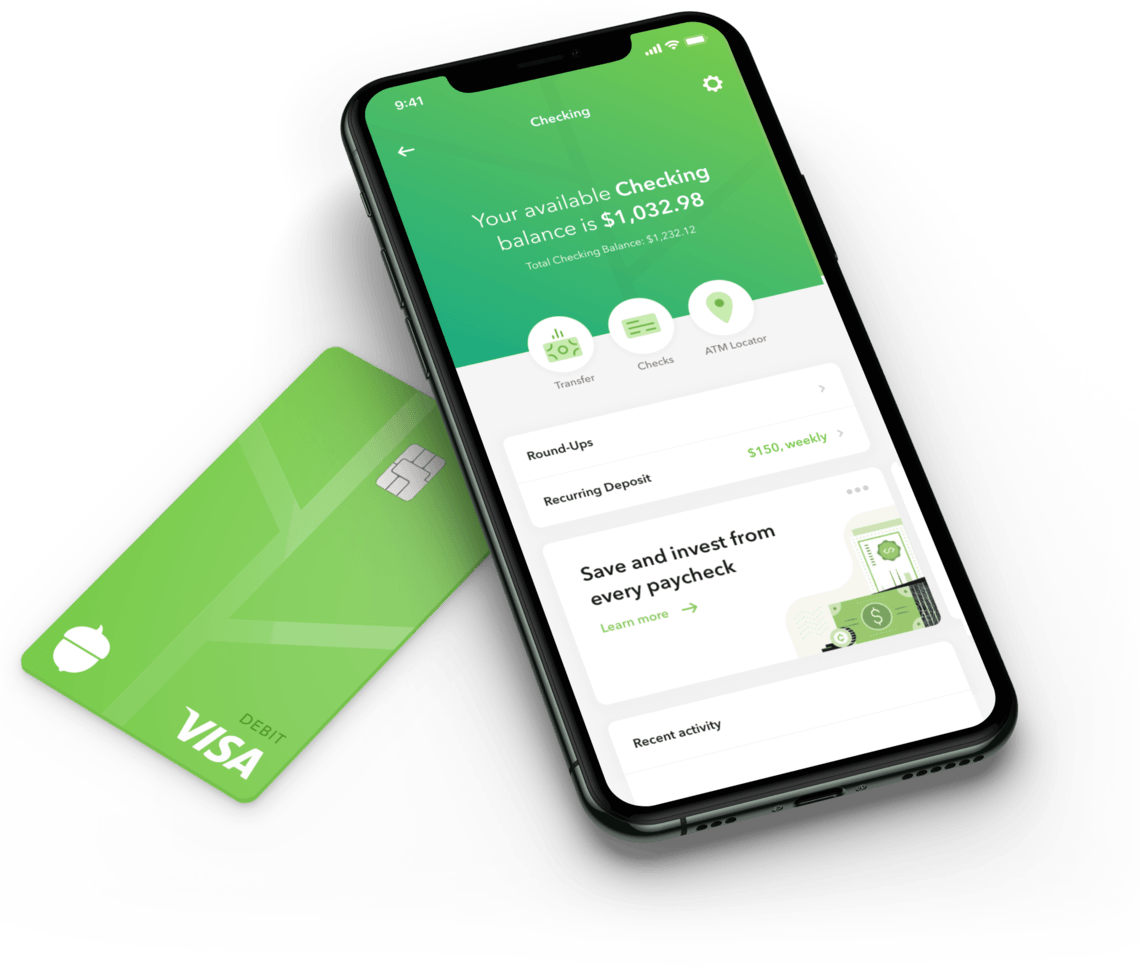 9:41
Checking
Your available Checking
balance is $1,032.98
Total Checking Balance: $1,232.12
Transfer
Checks
ATM Locator
Round-Ups
Recurring Deposit
$150, weekly
Save and invest from
every paycheck
Learn more
Recent activity
DEBIT
VISA